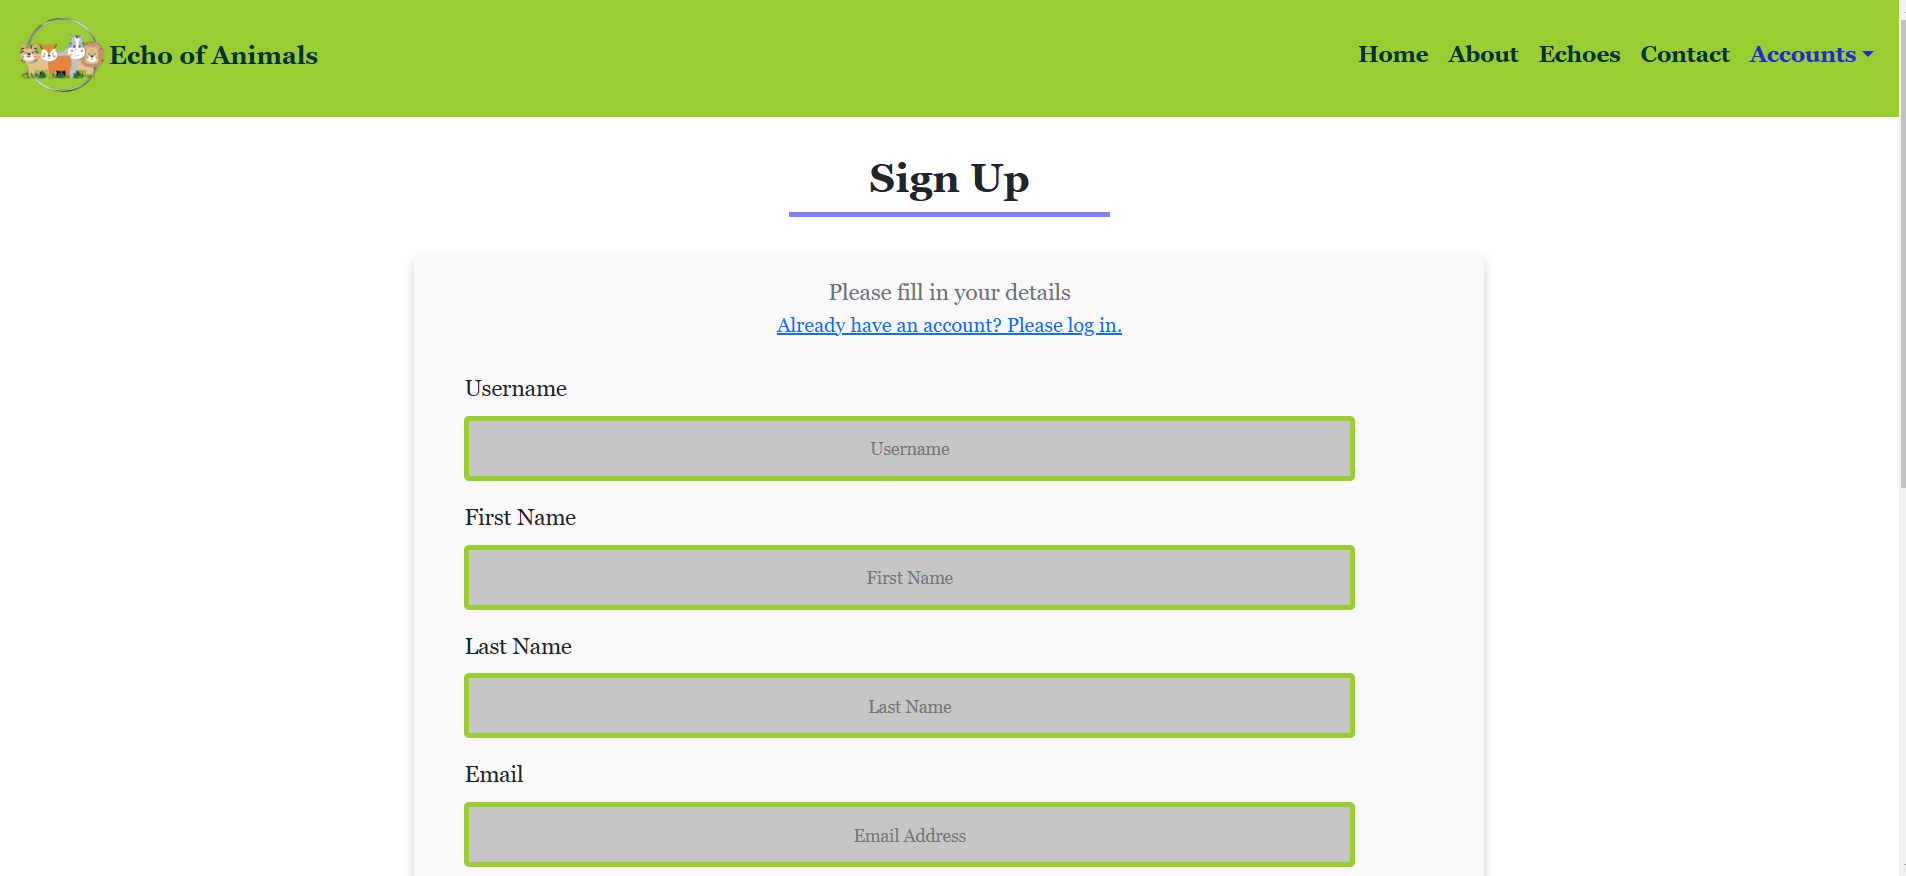 Echo of Animals
Home About Echoes Contact Accounts
Sign Up
Please fill in your details
Already have an account? Please log in.
Username
Username
First Name
First Name
Last Name
Last Name
Email
Email Address